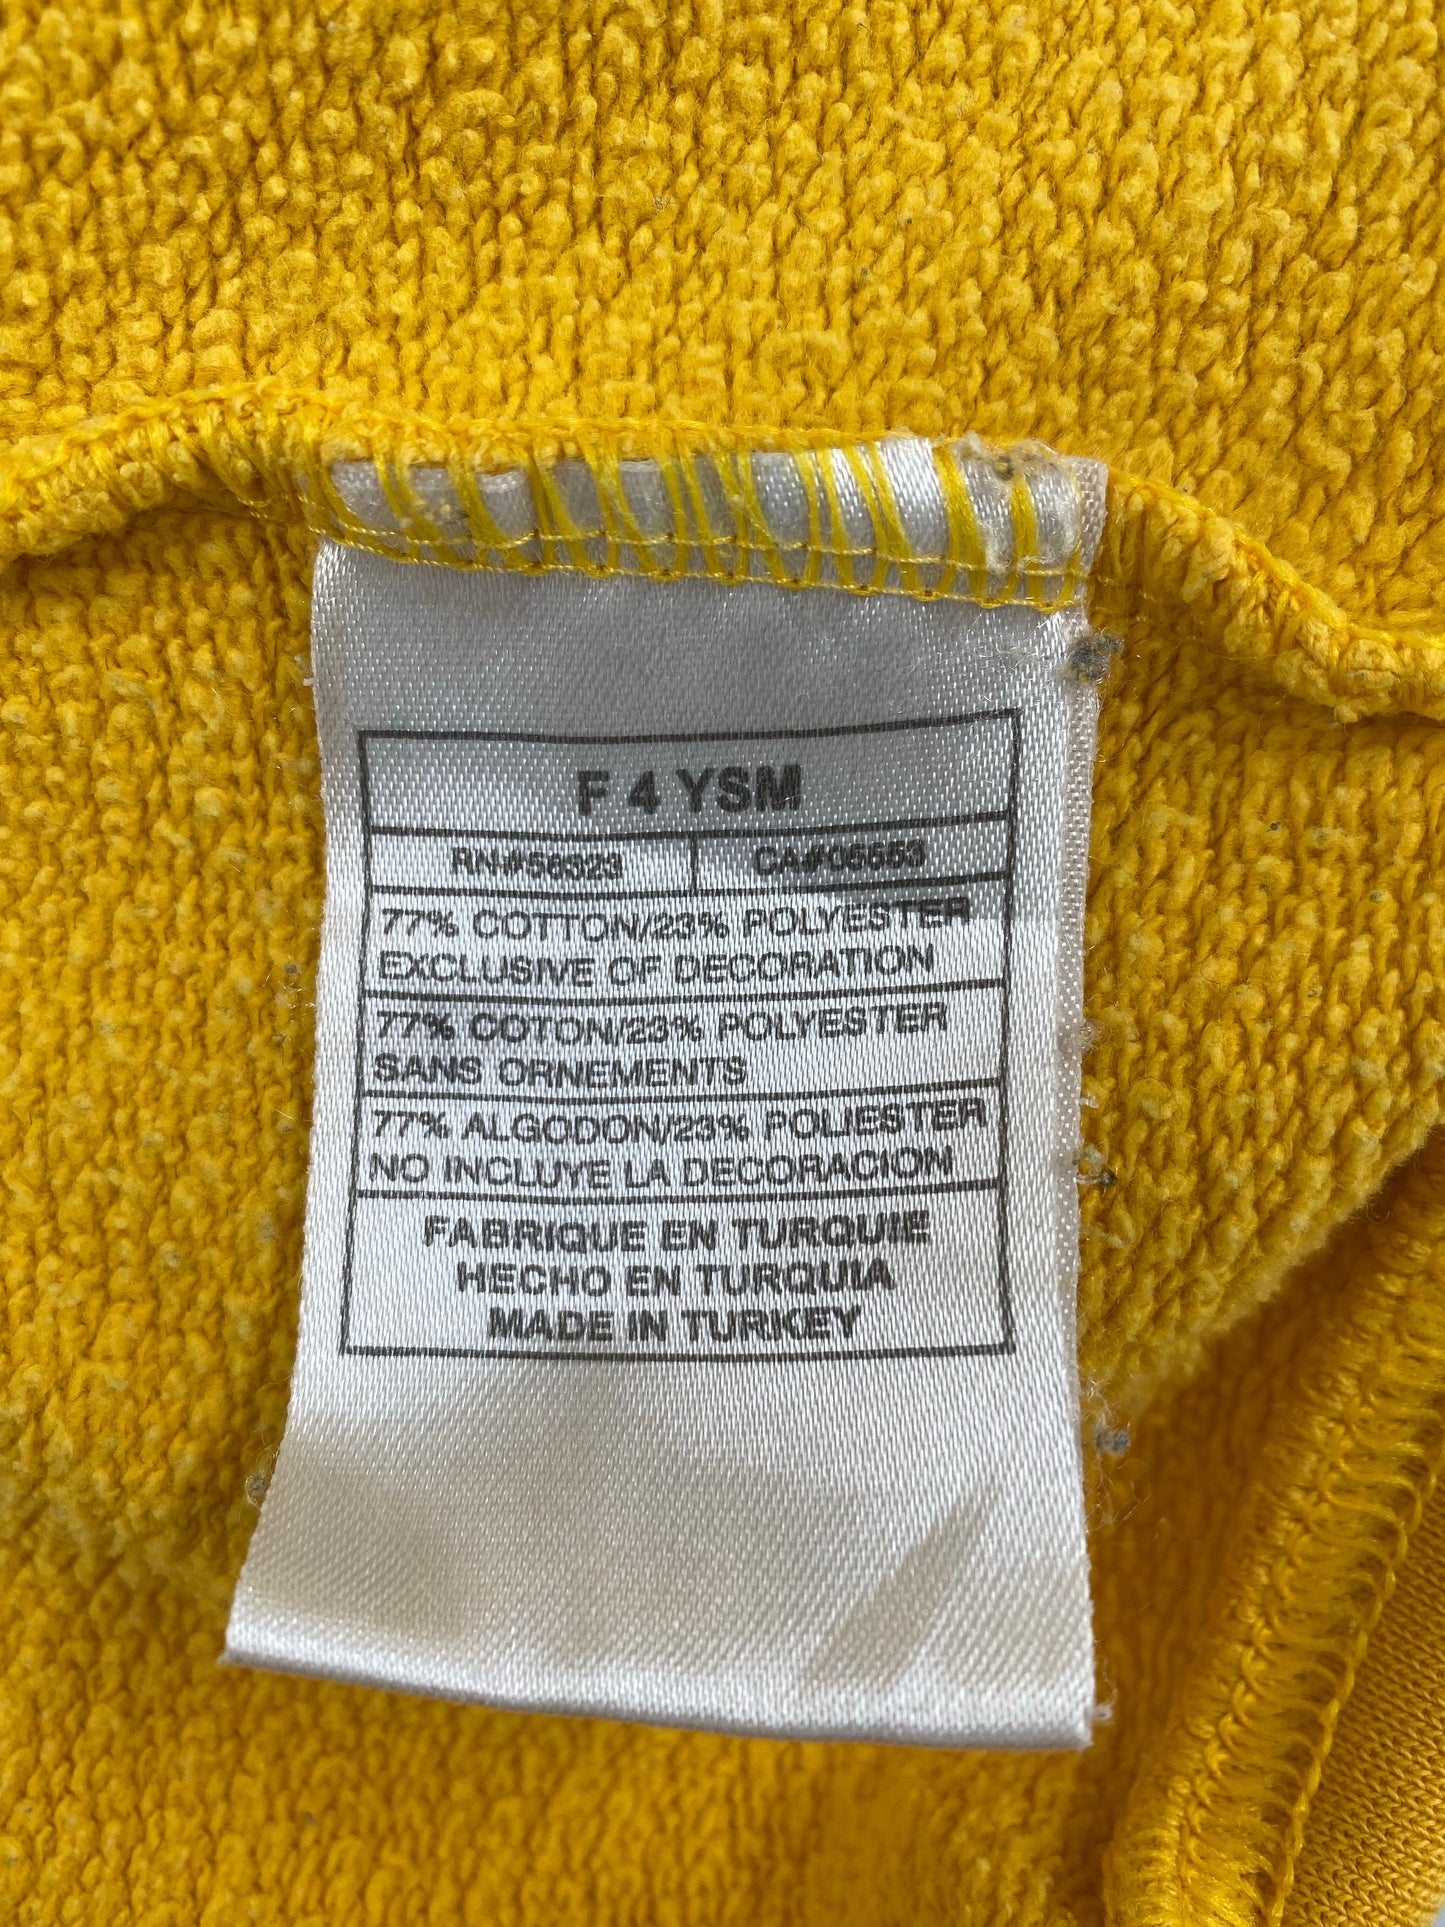 F 4 YSM
RN#56323 CA#05553
77% COTTON/23% POLYESTER
EXCLUSIVE OF DECORATION
77% COTON/23% POLYESTER
SANS ORNEMENTS
77% ALGODON/23% POLIESTER
NO INCLUYE LA DECORACION
FABRIQUE EN TURQUIE
HECHO EN TURQUIA
MADE IN TURKEY